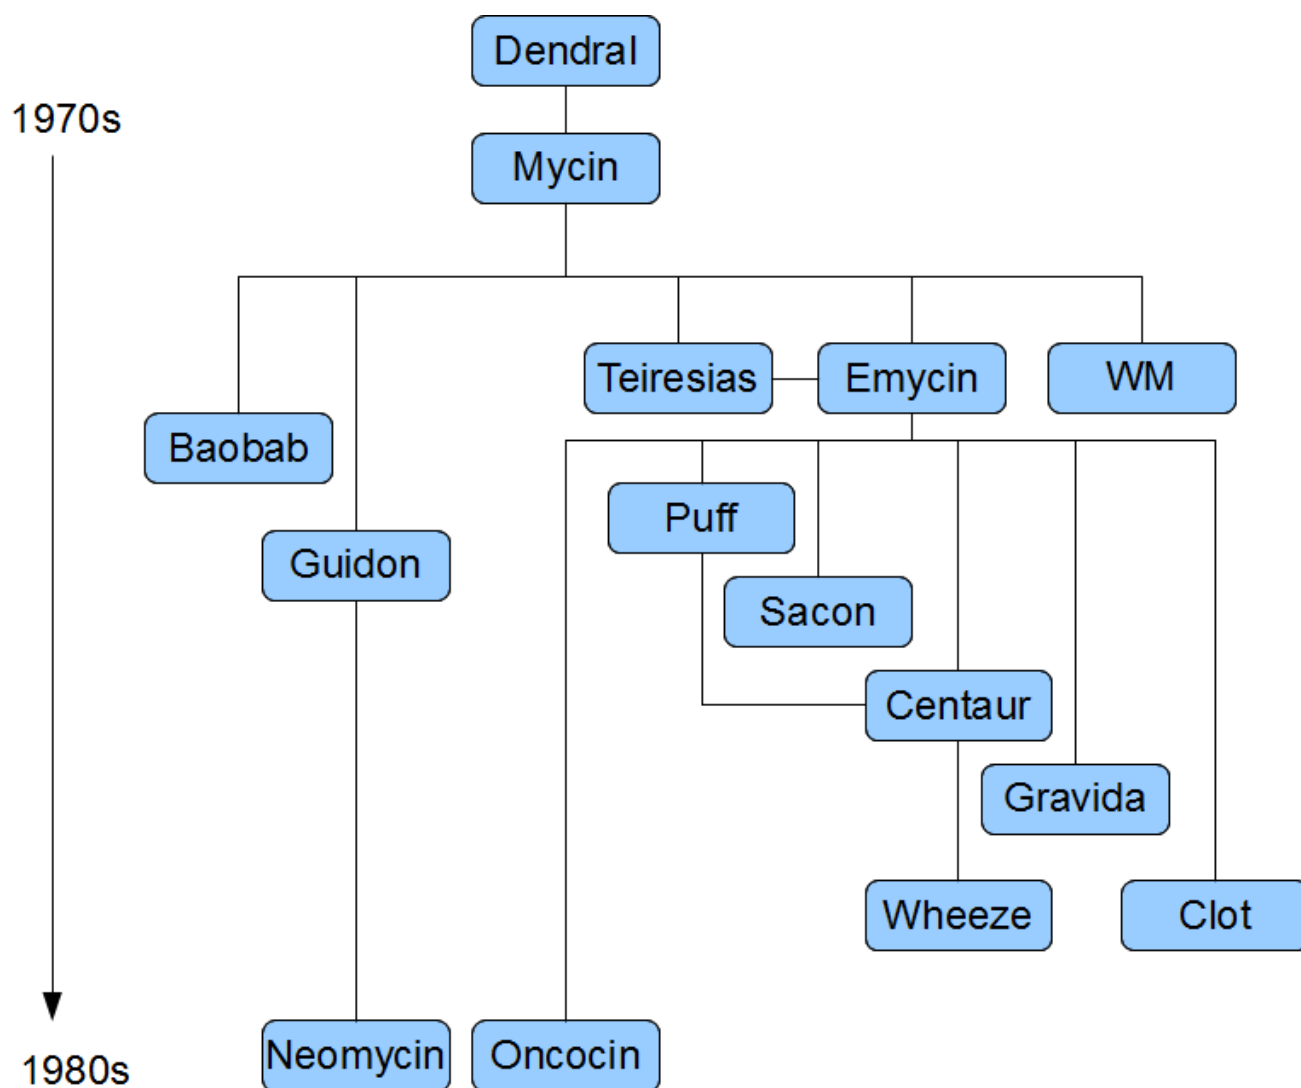 Dendral
1970s
Mycin
Teiresias
Emycin
WM
Baobab
Puff
Guidon
Sacon
Centaur
Gravida
Wheeze
Clot
Neomycin
Oncocin
1980s